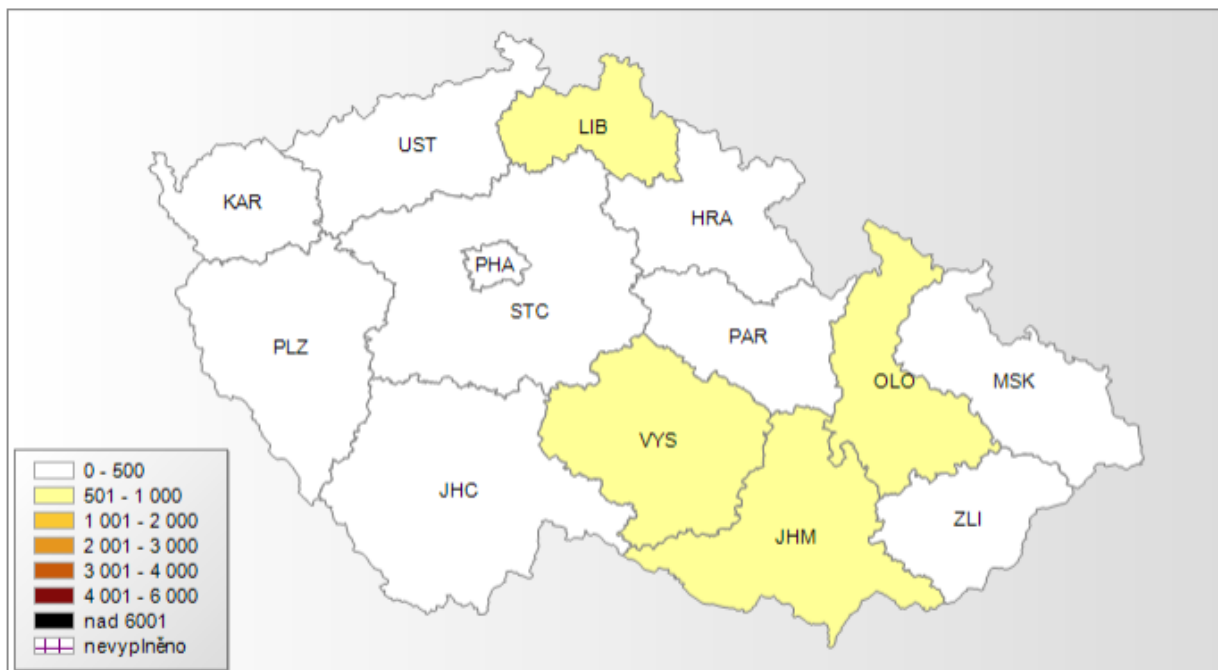 LIB
UST
KAR
HRA
PHA
STC
PAR
PLZ
OLO
MSK
VYS
JHC
ZLI
JHM
0 - 500
501 - 1 000
1 001 - 2 000
2 001 - 3 000
3 001 - 4 000
4 001 - 6 000
nad 6001
nevyplněno